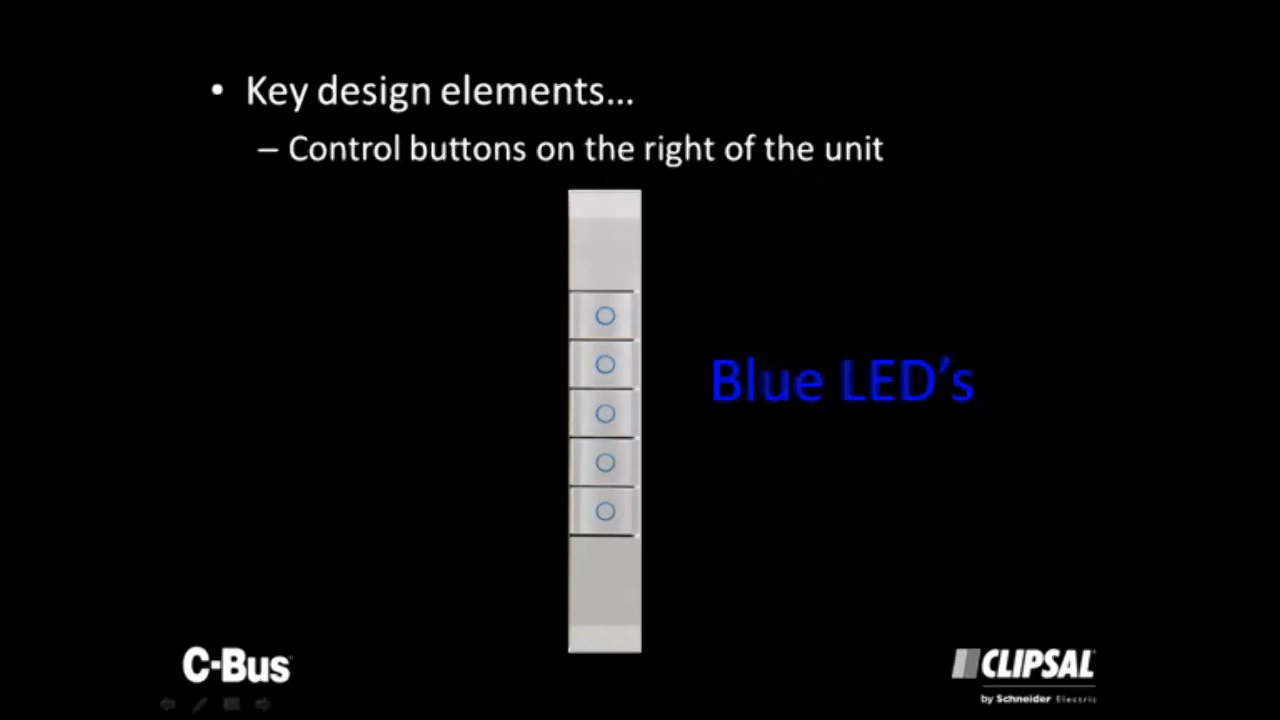 • Key design elements...
– Control buttons on the right of the unit
Blue LED's
C-Bus
CLIPSAL
by Schneider Electric